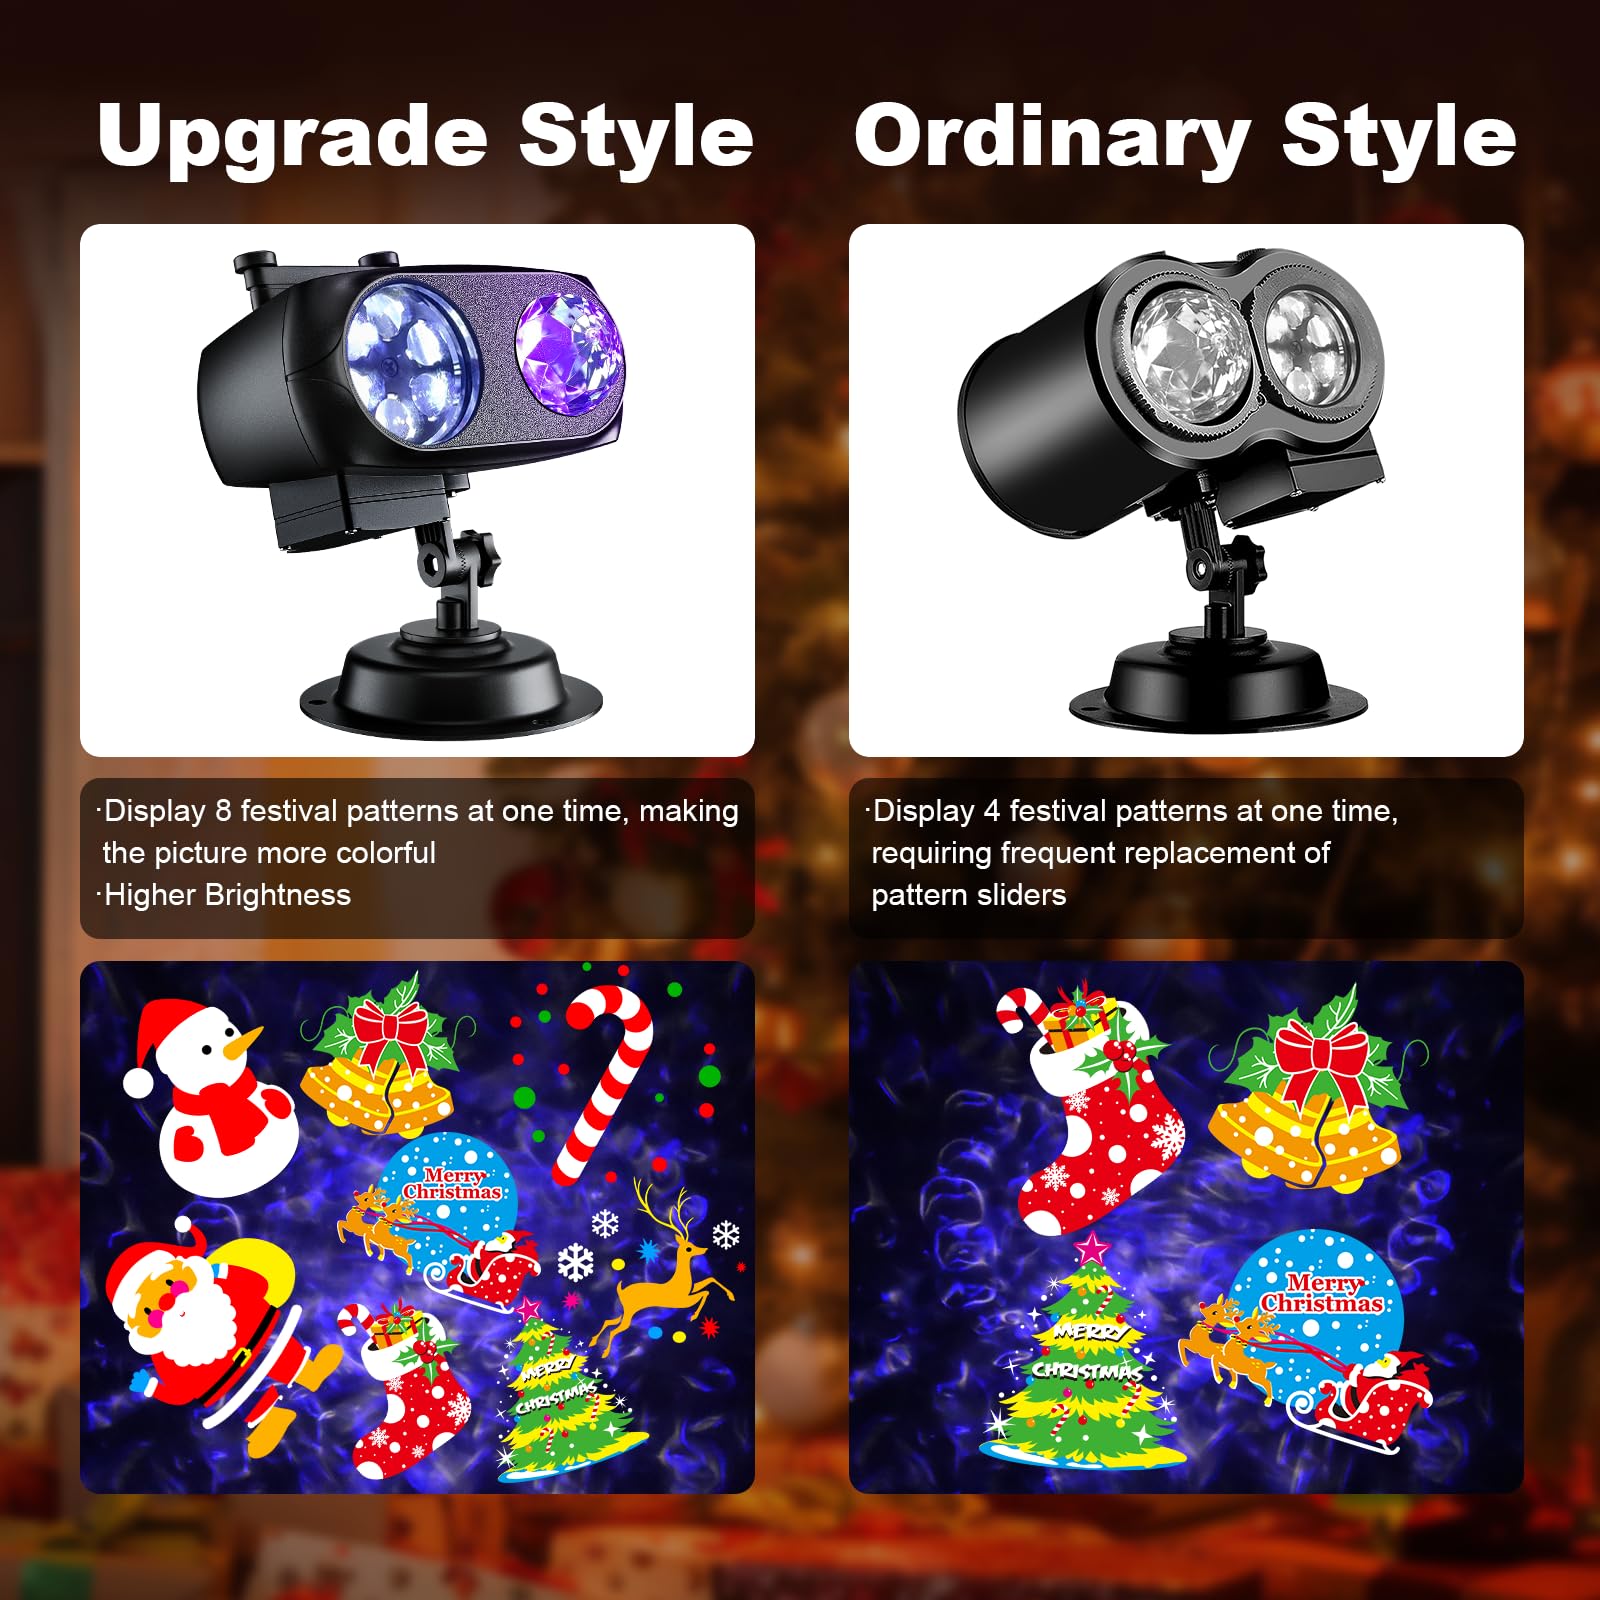 Upgrade Style
Ordinary Style
·Display 8 festival patterns at one time, making
the picture more colorful
·Higher Brightness
·Display 4 festival patterns at one time,
requiring frequent replacement of
pattern sliders
Merry
Christmas
MERRY
CHRISTMAS
Merry
Christmas
MERRY
CHRISTMAS